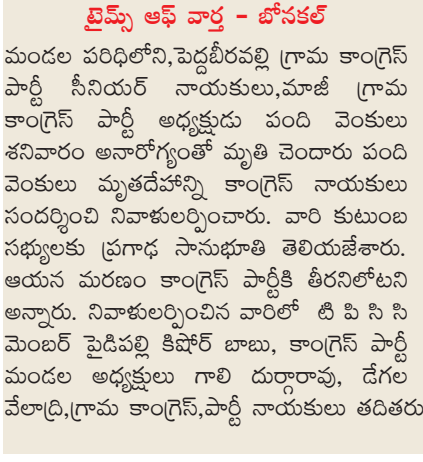 టైమ్స్ ఆఫ్ వార్త - బోనకల్
మండల పరిధిలోని,పెద్దబీరవల్లి గ్రామ కాంగ్రెస్
పార్టీ సీనియర్ నాయకులు,మాజీ గ్రామ
కాంగ్రెస్ పార్టీ అధ్యక్షుడు పంది వెంకులు
శనివారం అనారోగ్యంతో మృతి చెందారు పంది
వెంకులు మృతదేహాన్ని కాంగ్రెస్ నాయకులు
సందర్శించి నివాళులర్పించారు. వారి కుటుంబ
సభ్యులకు ప్రగాఢ సానుభూతి తెలియజేశారు.
ఆయన మరణం కాంగ్రెస్ పార్టీకి తీరనిలోటని
అన్నారు. నివాళులర్పించిన వారిలో టి పి సి సి
మెంబర్ పైడిపల్లి కిషోర్ బాబు, కాంగ్రెస్ పార్టీ
మండల అధ్యక్షులు గాలి దుర్గారావు, డేగల
వేలాద్రి,గ్రామ కాంగ్రెస్,పార్టీ నాయకులు తదితరు